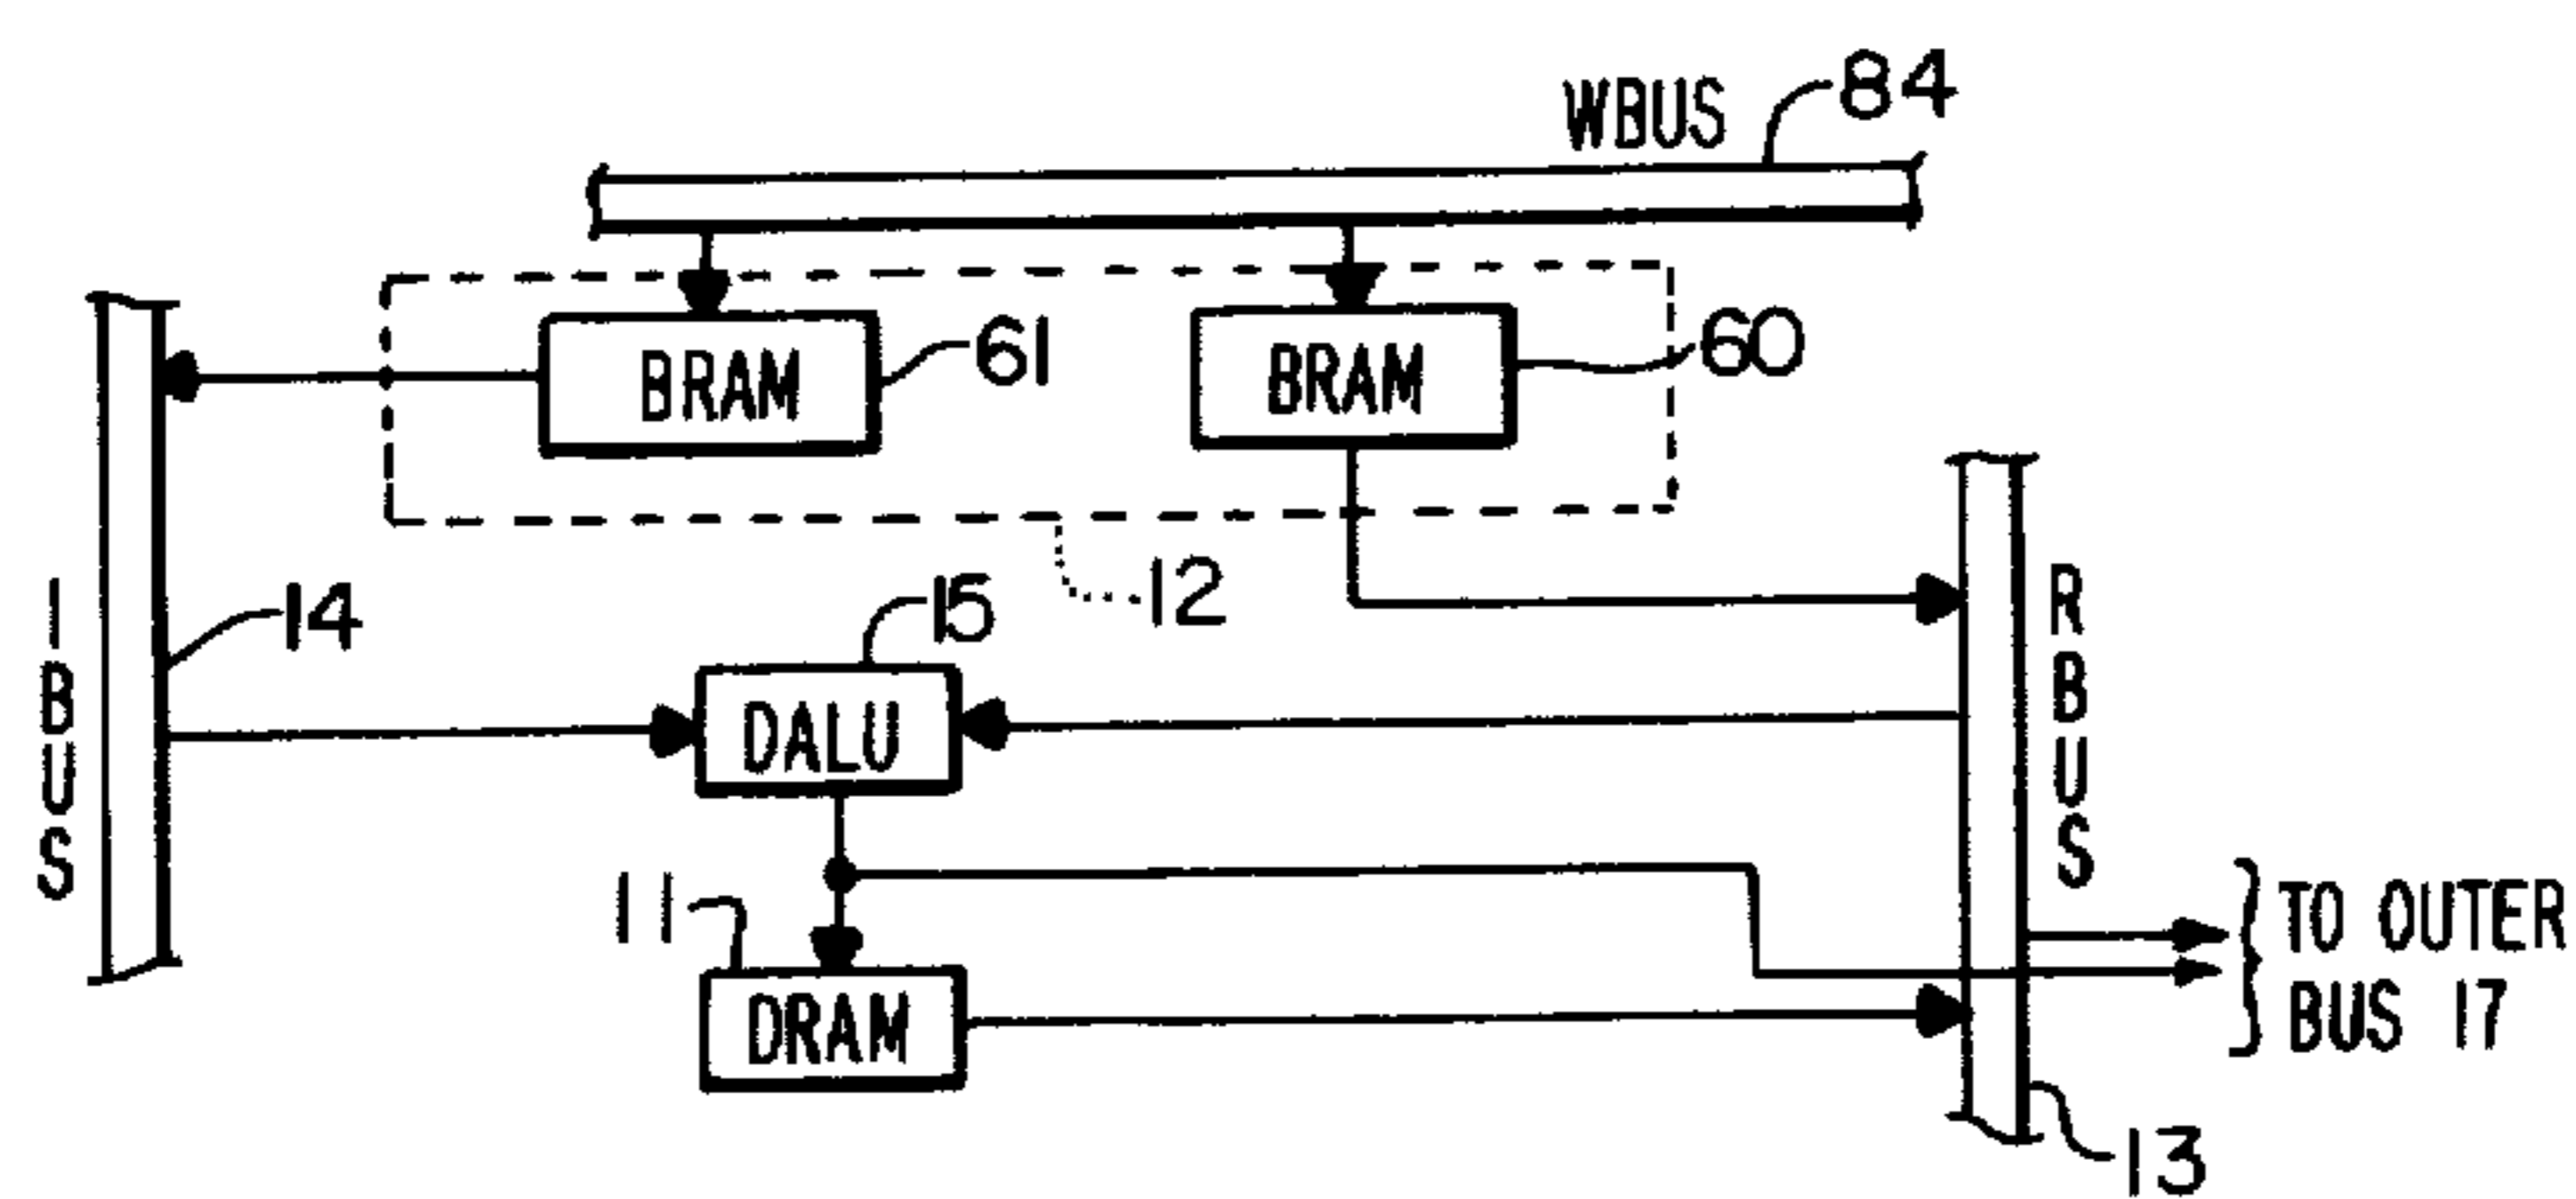 WBUS
84
BRAM
61
BRAM
60
IBUS
14
15
12
RBUS
DALU
11
DRAM
TO OUTER
BUS 17
13